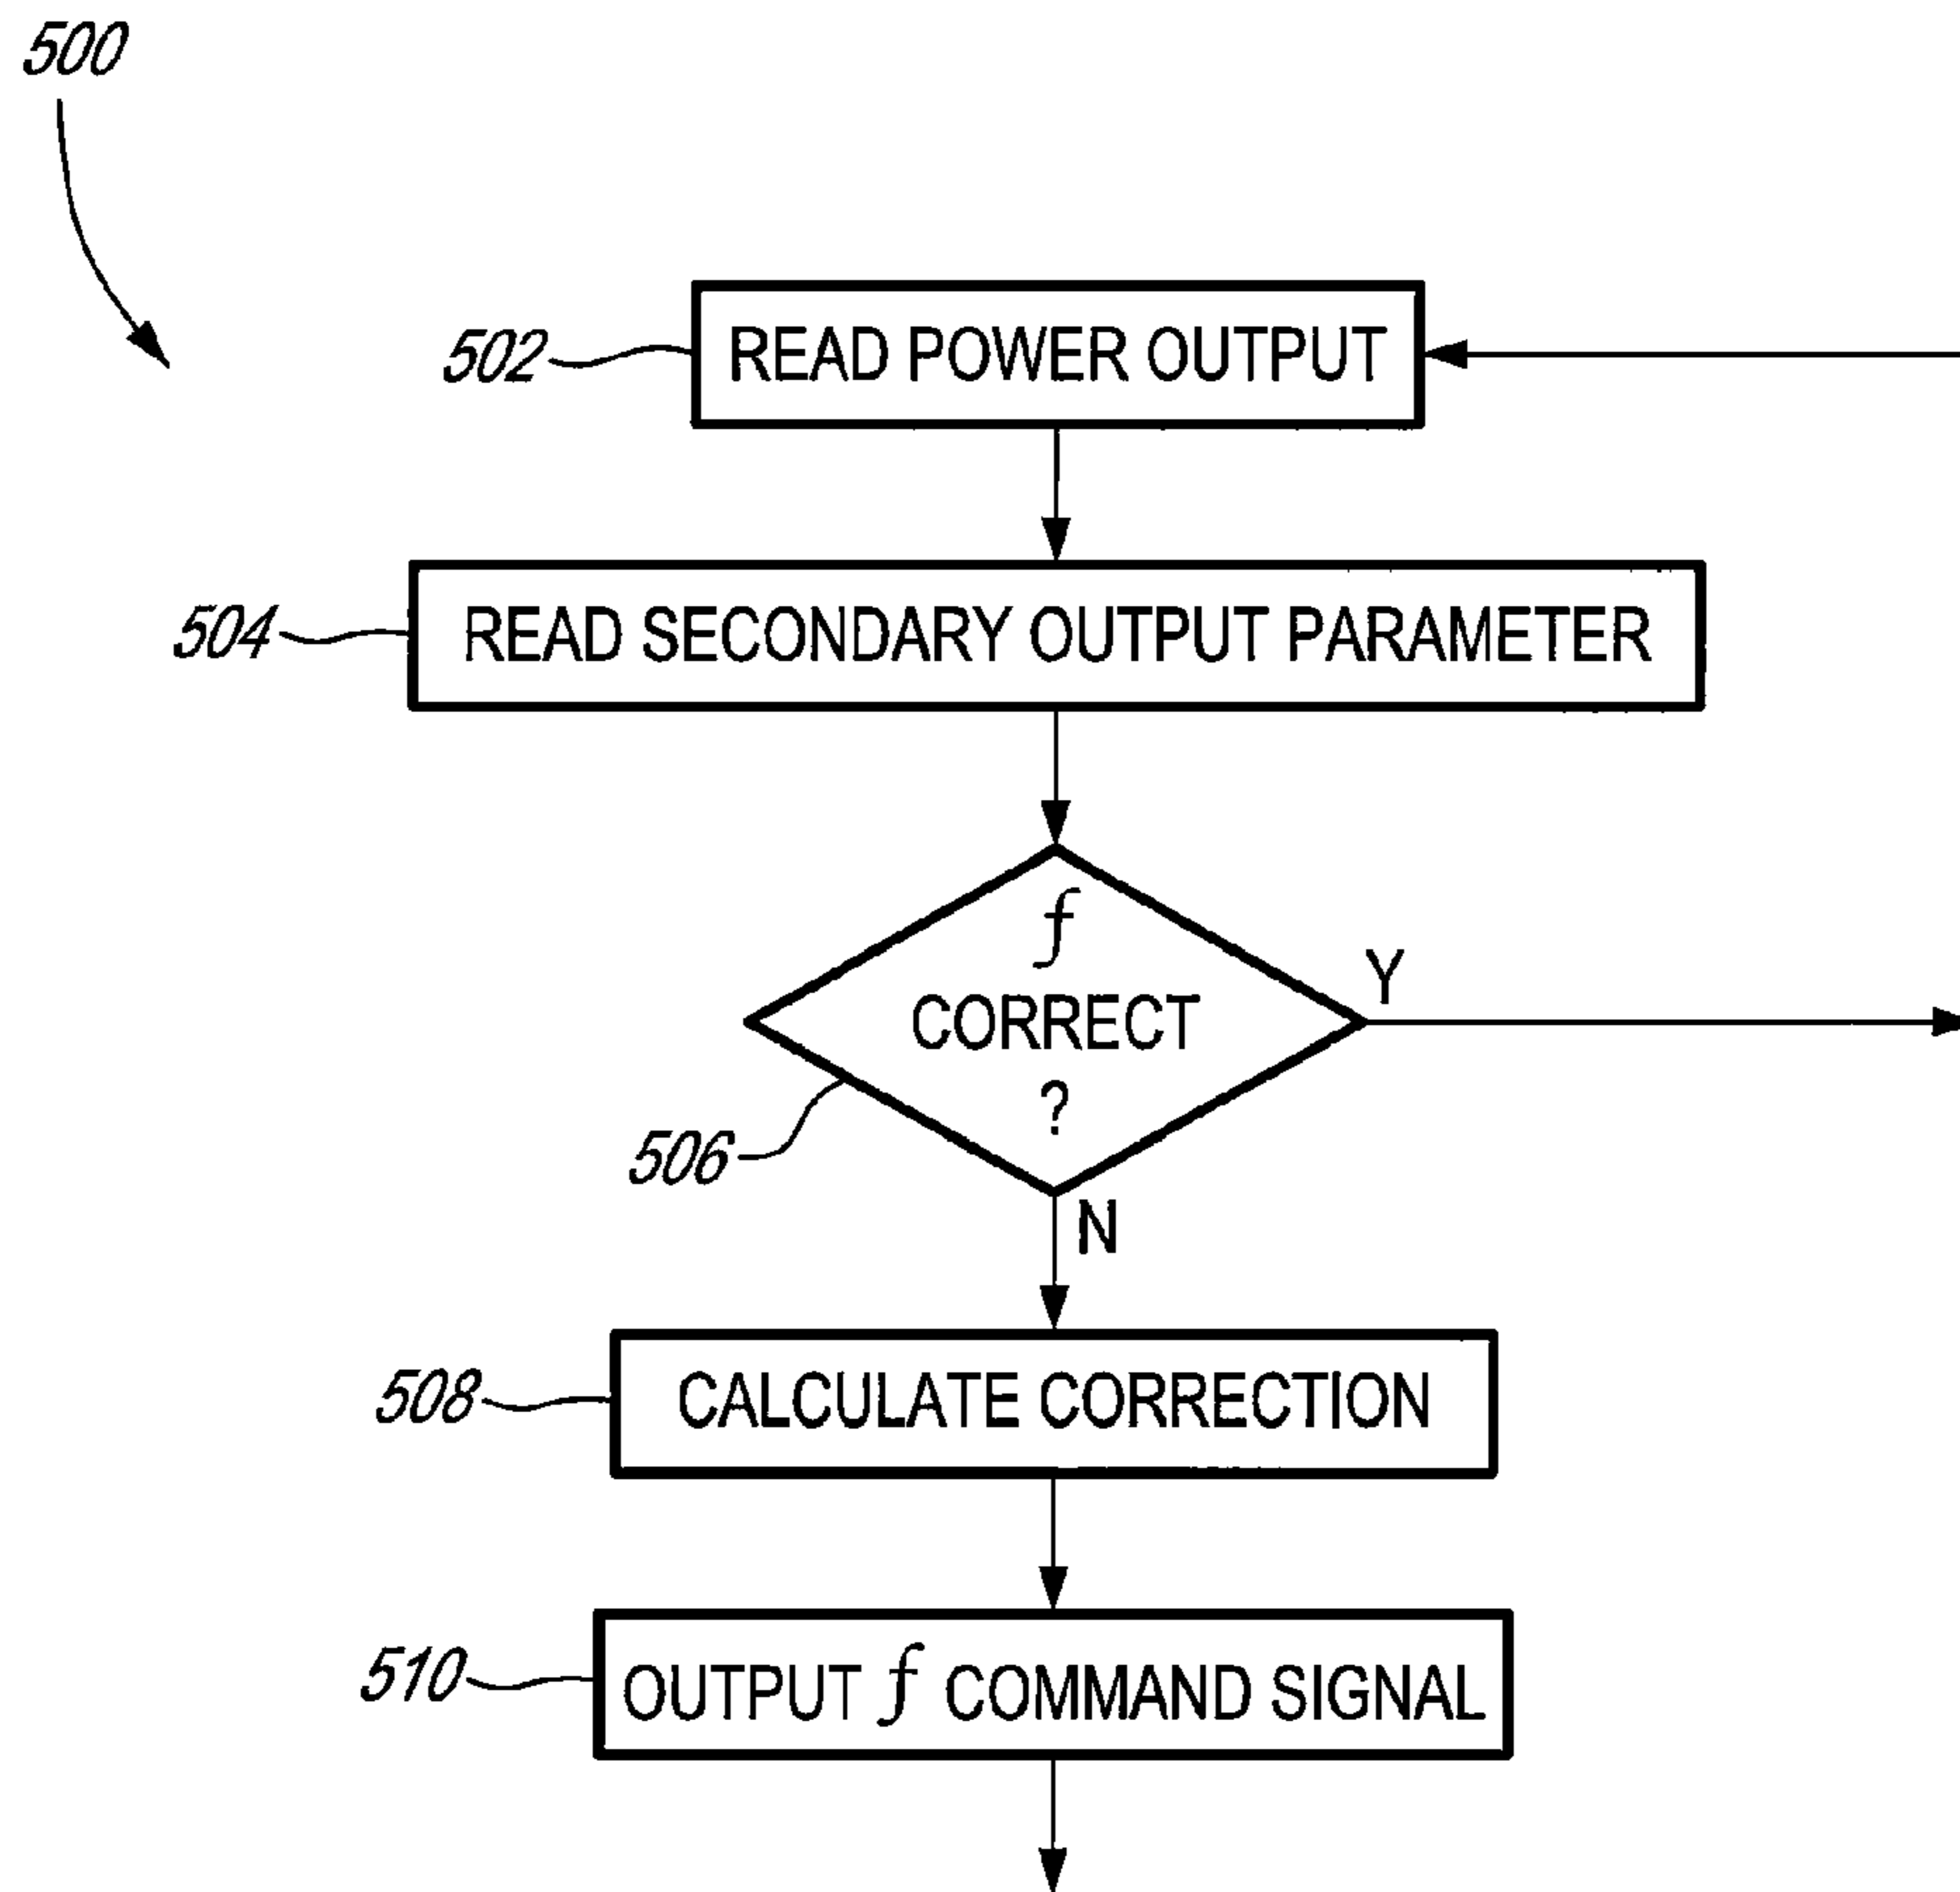 500
502
READ POWER OUTPUT
504
READ SECONDARY OUTPUT PARAMETER
ƒ
CORRECT
?
Y
506
N
508
CALCULATE CORRECTION
510
OUTPUT ƒ COMMAND SIGNAL